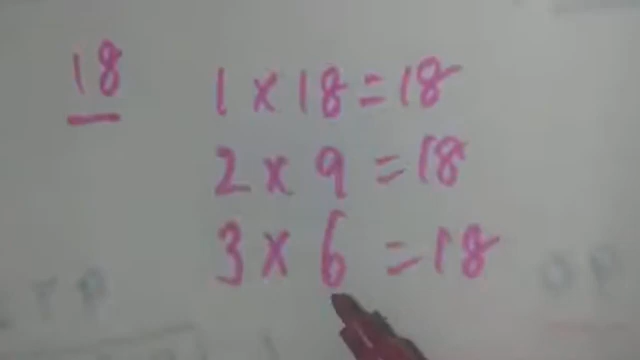 18
1 × 18 = 18
2 × 9 = 18
3 × 6 = 18